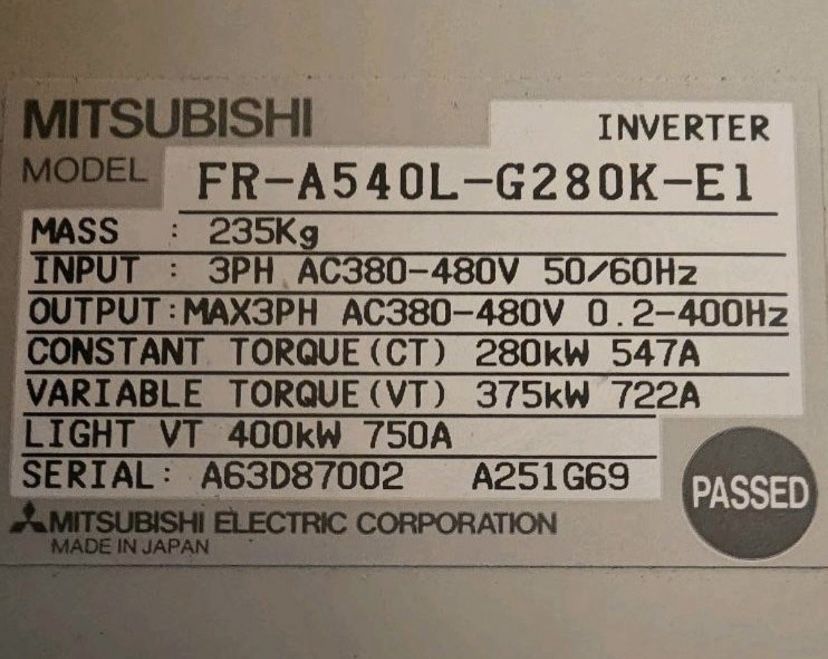 MITSUBISHI INVERTER
MODEL FR-A540L-G280K-E1
MASS : 235Kg
INPUT : 3PH AC380-480V 50/60Hz
OUTPUT:MAX3PH AC380-480V 0.2-400Hz
CONSTANT TORQUE(CT) 280kW 547A
VARIABLE TORQUE(VT) 375kW 722A
LIGHT VT 400kW 750A
SERIAL: A63D87002 A251G69
PASSED
MITSUBISHI ELECTRIC CORPORATION
MADE IN JAPAN